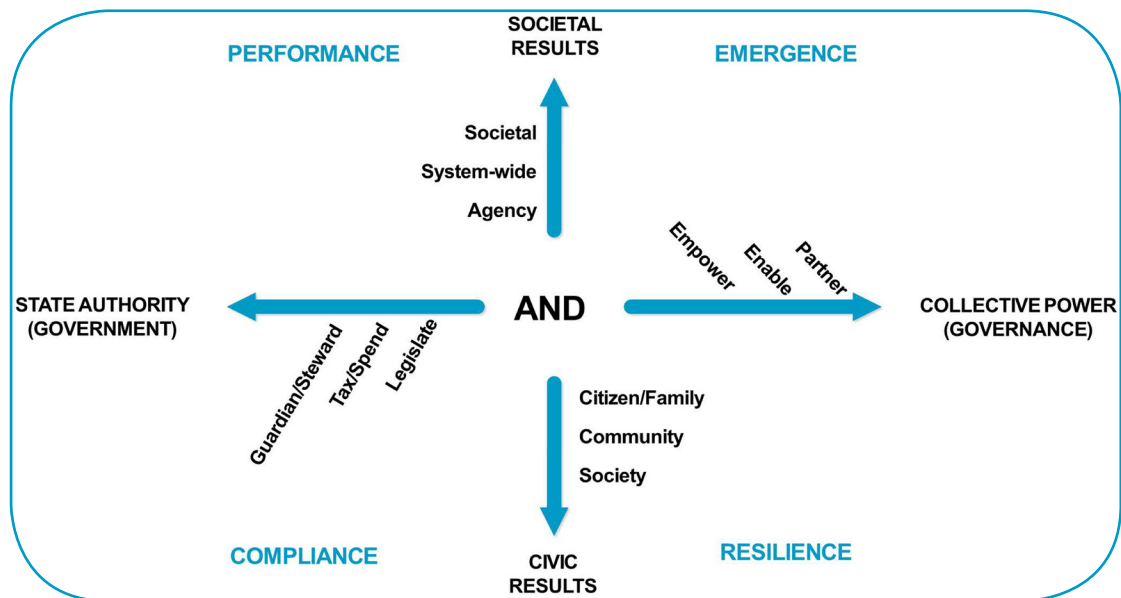 SOCIETAL
RESULTS
PERFORMANCE
EMERGENCE
Societal
System-wide
Agency
Empower
Enable
Partner
STATE AUTHORITY
(GOVERNMENT)
AND
COLLECTIVE POWER
(GOVERNANCE)
Guardian/Steward
Tax/Spend
Legislate
Citizen/Family
Community
Society
COMPLIANCE
RESILIENCE
CIVIC
RESULTS